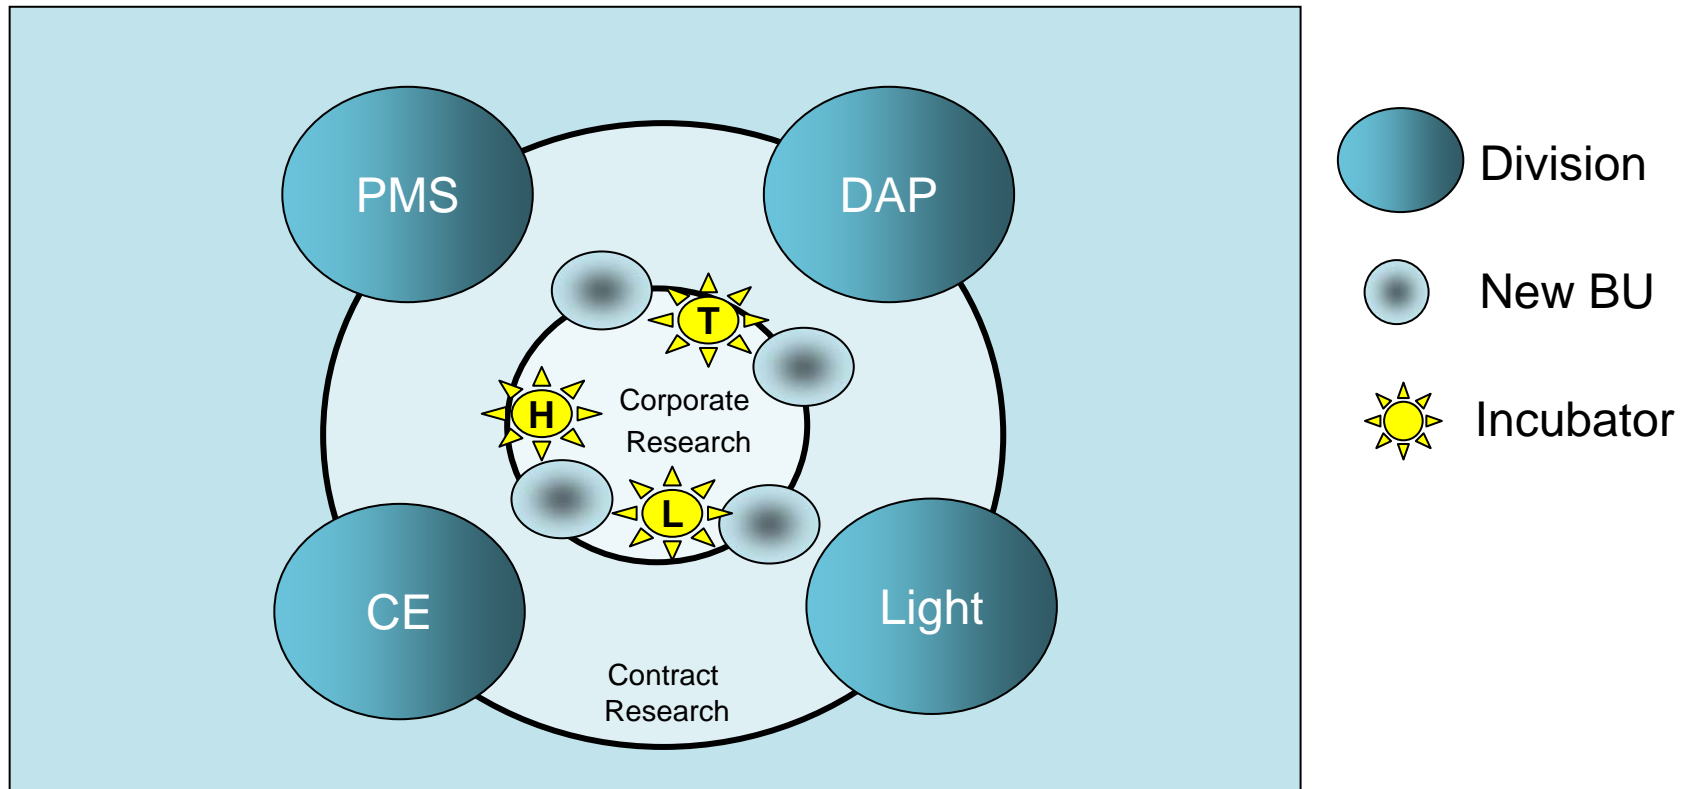 PMS
DAP
Division
New BU
T
Corporate
H
Research
Incubator
L
CE
Light
Contract
Research